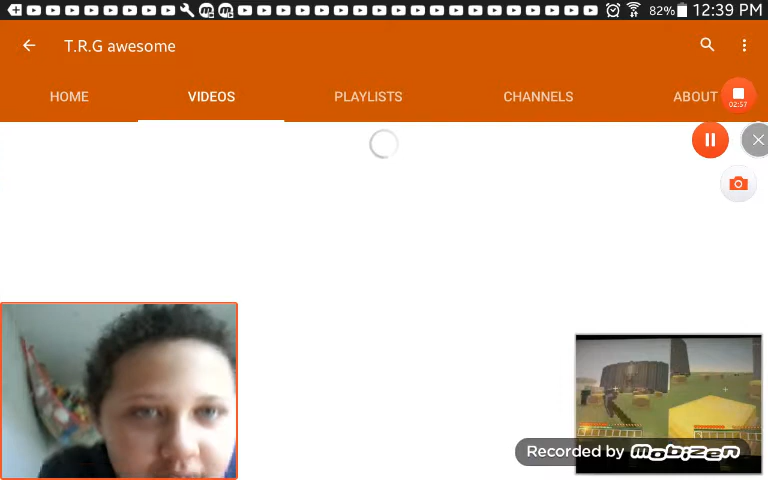 82% 12:39 PM
T.R.G awesome
HOME VIDEOS PLAYLISTS CHANNELS ABOUT
02:57
Recorded by mobizen